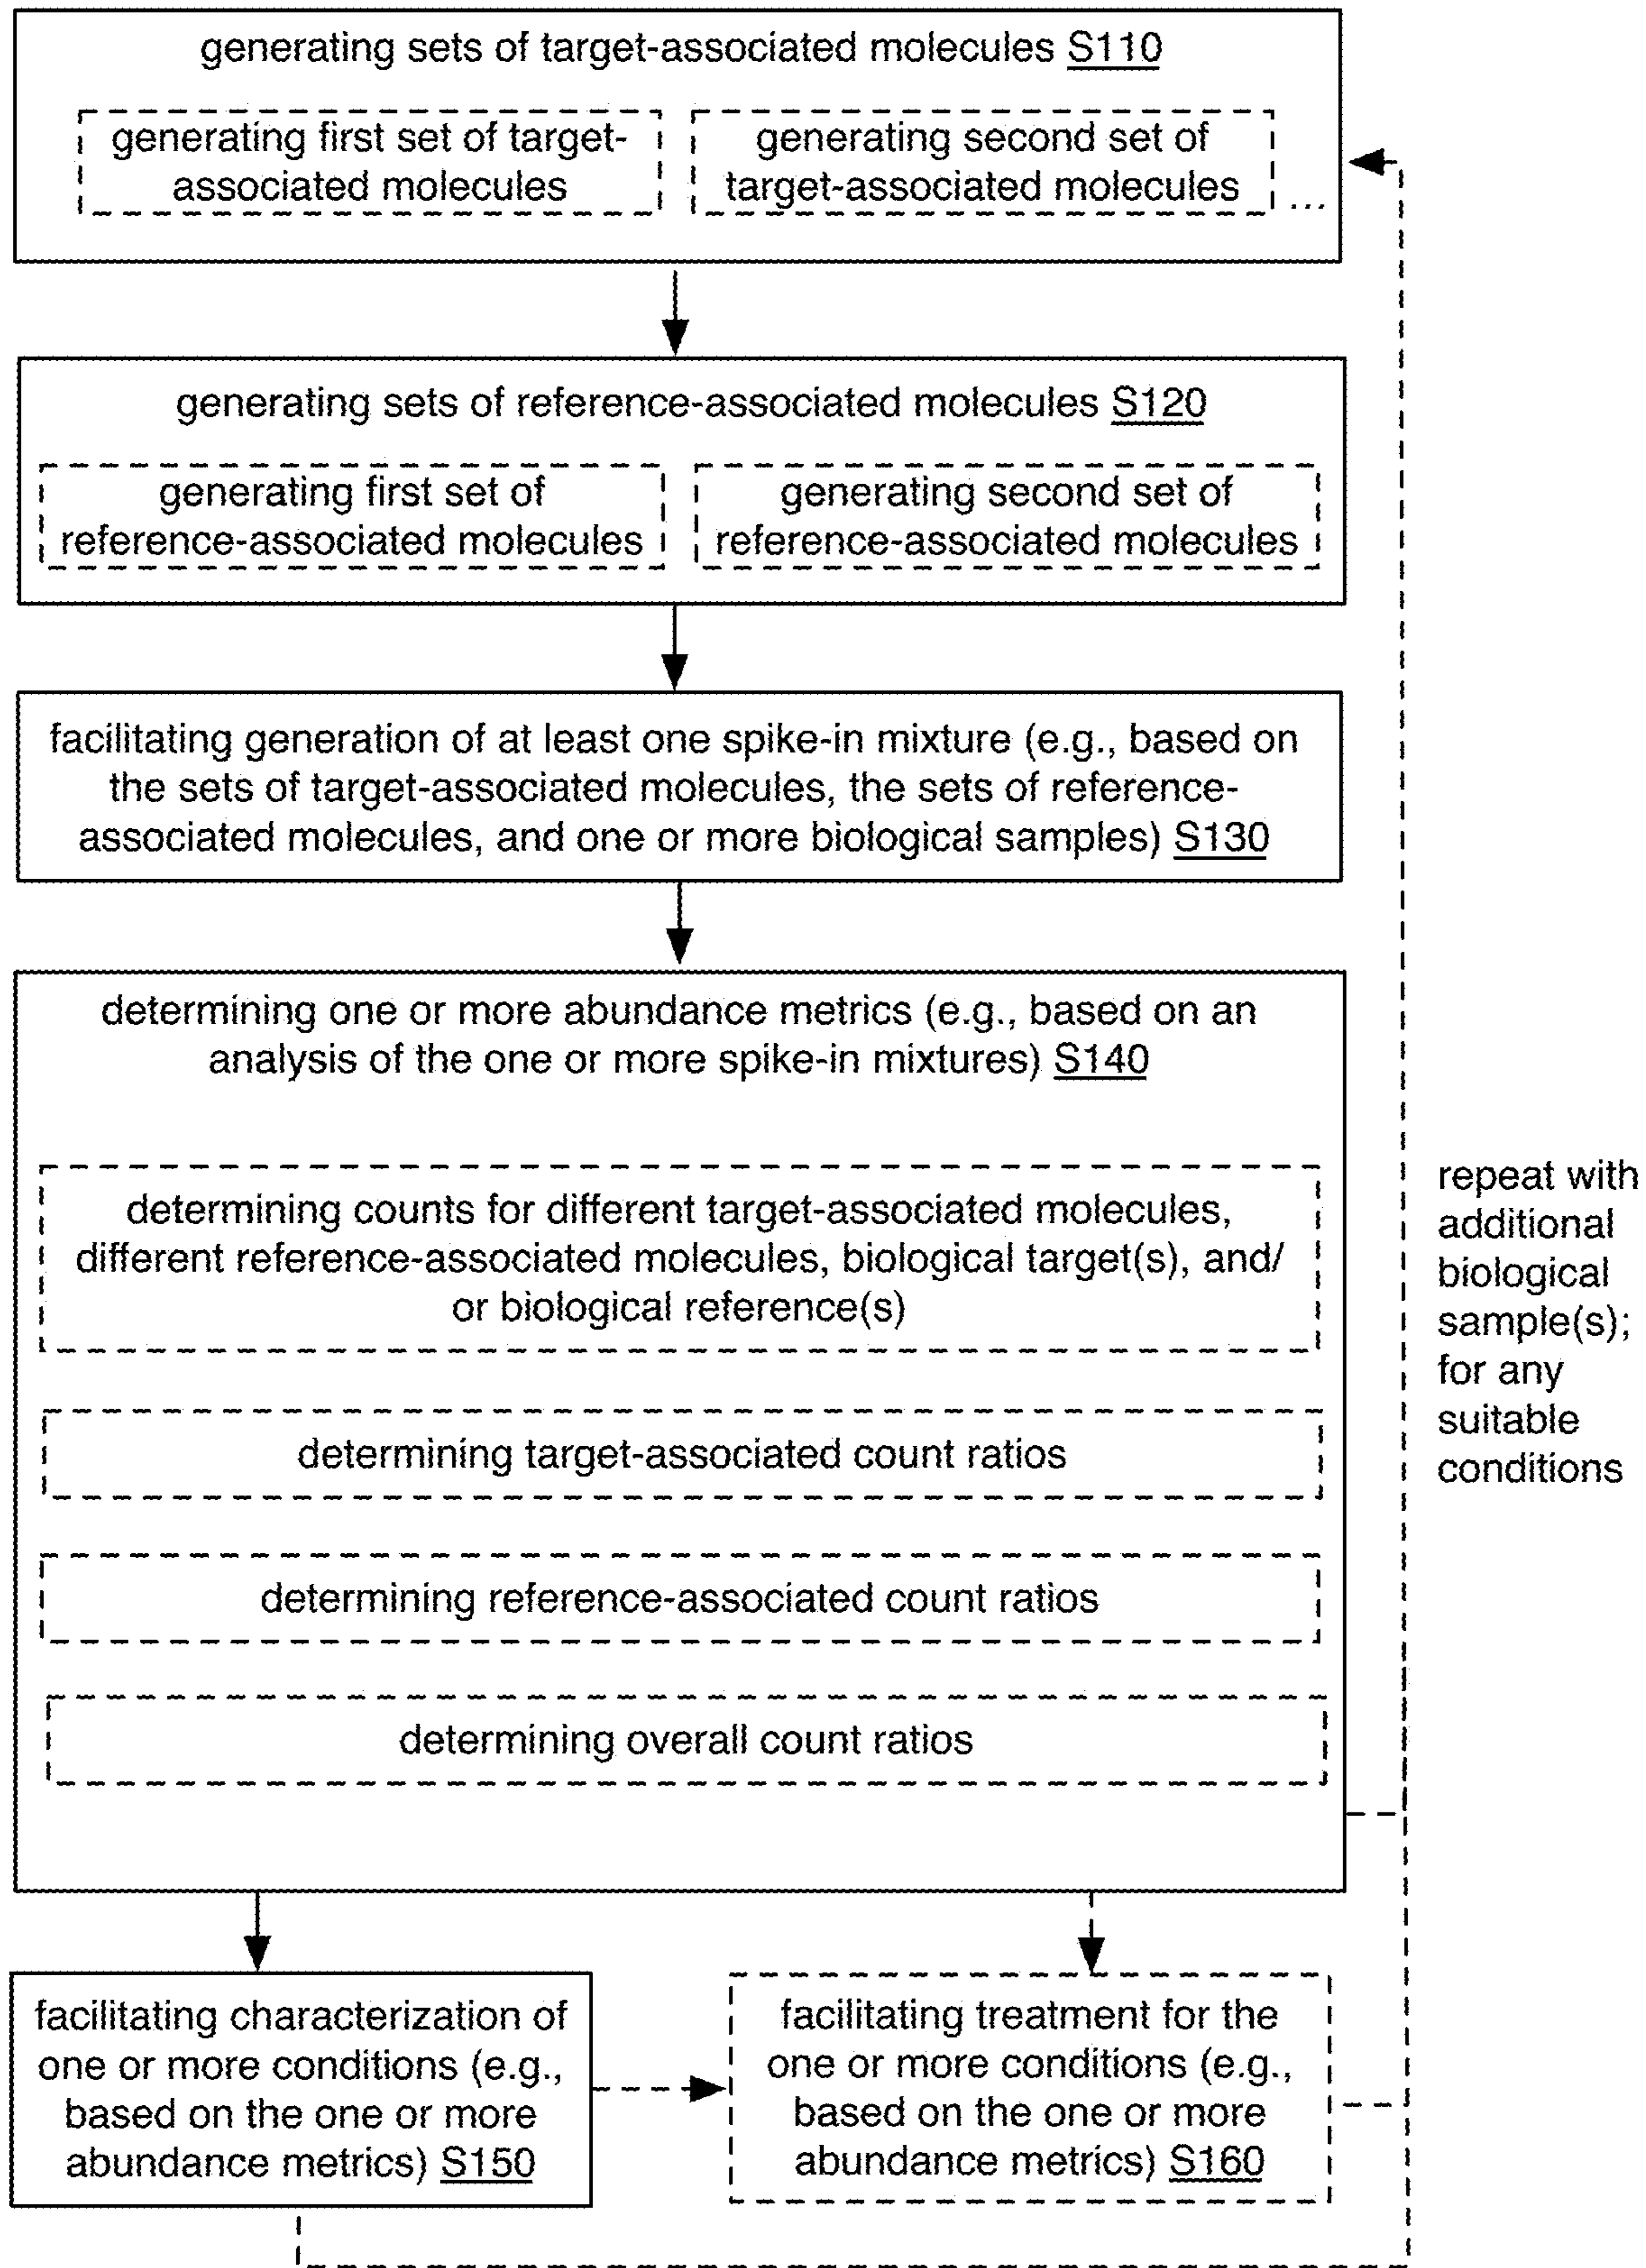 generating sets of target-associated molecules S110
generating first set of target-
associated molecules
generating second set of
target-associated molecules
...
generating sets of reference-associated molecules S120
generating first set of
reference-associated molecules
generating second set of
reference-associated molecules
facilitating generation of at least one spike-in mixture (e.g., based on
the sets of target-associated molecules, the sets of reference-
associated molecules, and one or more biological samples) S130
determining one or more abundance metrics (e.g., based on an
analysis of the one or more spike-in mixtures) S140
determining counts for different target-associated molecules,
different reference-associated molecules, biological target(s), and/
or biological reference(s)
determining target-associated count ratios
determining reference-associated count ratios
determining overall count ratios
repeat with
additional
biological
sample(s);
for any
suitable
conditions
facilitating characterization of
one or more conditions (e.g.,
based on the one or more
abundance metrics) S150
facilitating treatment for the
one or more conditions (e.g.,
based on the one or more
abundance metrics) S160